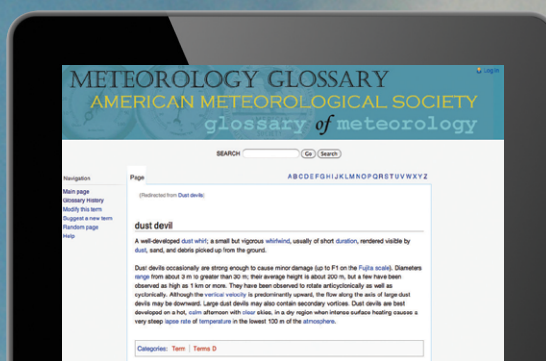 METEOROLOGY GLOSSARY
Log in
AMERICAN METEOROLOGICAL SOCIETY
glossary of meteorology
SEARCH Go Search
Navigation
Page
A B C D E F G H I J K L M N O P Q R S T U V W X Y Z
Main page
Glossary History
Modify this term
Suggest a new term
Random page
Help
(Redirected from Dust devils)
dust devil
A well-developed dust whirl; a small but vigorous whirlwind, usually of short duration, rendered visible by
dust, sand, and debris picked up from the ground.
Dust devils occasionally are strong enough to cause minor damage (up to F1 on the Fujita scale). Diameters
range from about 3 m to greater than 30 m; their average height is about 200 m, but a few have been
observed as high as 1 km or more. They have been observed to rotate anticyclonically as well as
cyclonically. Although the vertical velocity is predominantly upward, the flow along the axis of large dust
devils may be downward. Large dust devils may also contain secondary vortices. Dust devils are best
developed on a hot, calm afternoon with clear skies, in a dry region when intense surface heating causes a
very steep lapse rate of temperature in the lowest 100 m of the atmosphere.
Categories: Term | Terms D